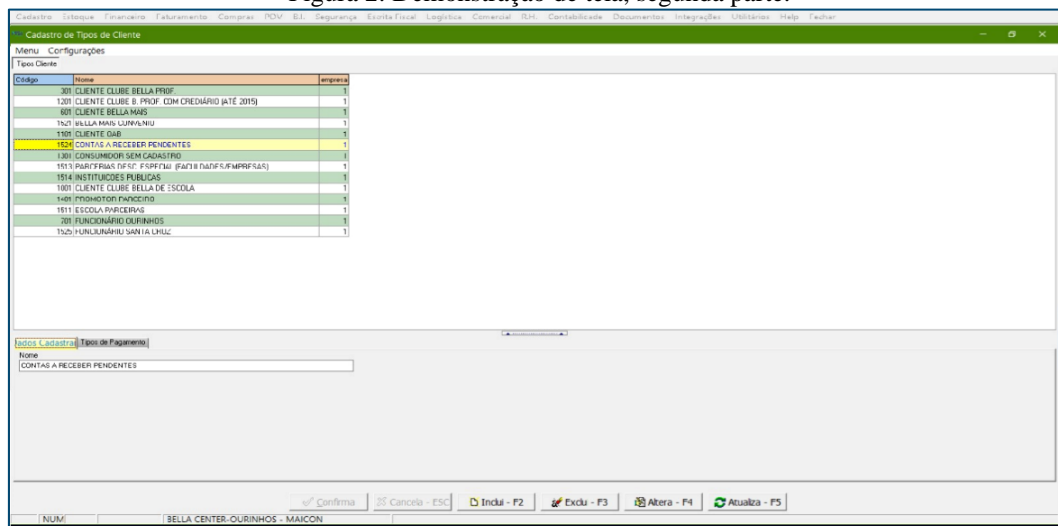 Figura 2: Demonstração de tela, segunda parte.
Cadastro Estoque Financeiro Faturamento Compras PDV B.I. Segurança Escrita Fiscal Logística Comercial R.H. Contabilidade Documentos Integrações Utilitários Help Fechar
Cadastro de Tipos de Cliente
Menu Configurações
Tipos Cliente
Código Nome empresa
301 CLIENTE CLUBE BELLA PROF. 1
1201 CLIENTE CLUBE B. PROF. COM CREDIÁRIO (ATÉ 2015) 1
601 CLIENTE BELLA MAIS 1
1521 BELLA MAIS CONVENIO 1
1101 CLIENTE OAB 1
1524 CONTAS A RECEBER PENDENTES 1
1301 CONSUMIDOR SEM CADASTRO 1
1513 PARCERIAS DESC. ESPECIAL (FACULDADES/EMPRESAS) 1
1514 INSTITUICOES PUBLICAS 1
1001 CLIENTE CLUBE BELLA DE ESCOLA 1
1401 PROMOTOR PARCEIRO 1
1511 ESCOLA PARCEIRAS 1
701 FUNCIONÁRIO OURINHOS 1
1525 FUNCIONÁRIO SANTA CRUZ 1
Dados Cadastrai Tipos de Pagamento
Nome
CONTAS A RECEBER PENDENTES
Confirma Cancela - ESC Inclui - F2 Exclui - F3 Altera - F4 Atualiza - F5
NUM BELLA CENTER-OURINHOS - MAICON